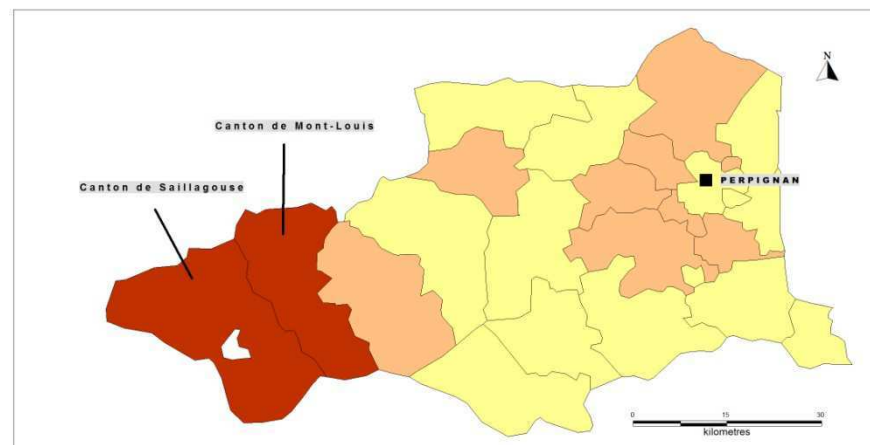 N
Canton de Mont-Louis
Canton de Saillagouse
PERPIGNAN
0 15 30
kilometres